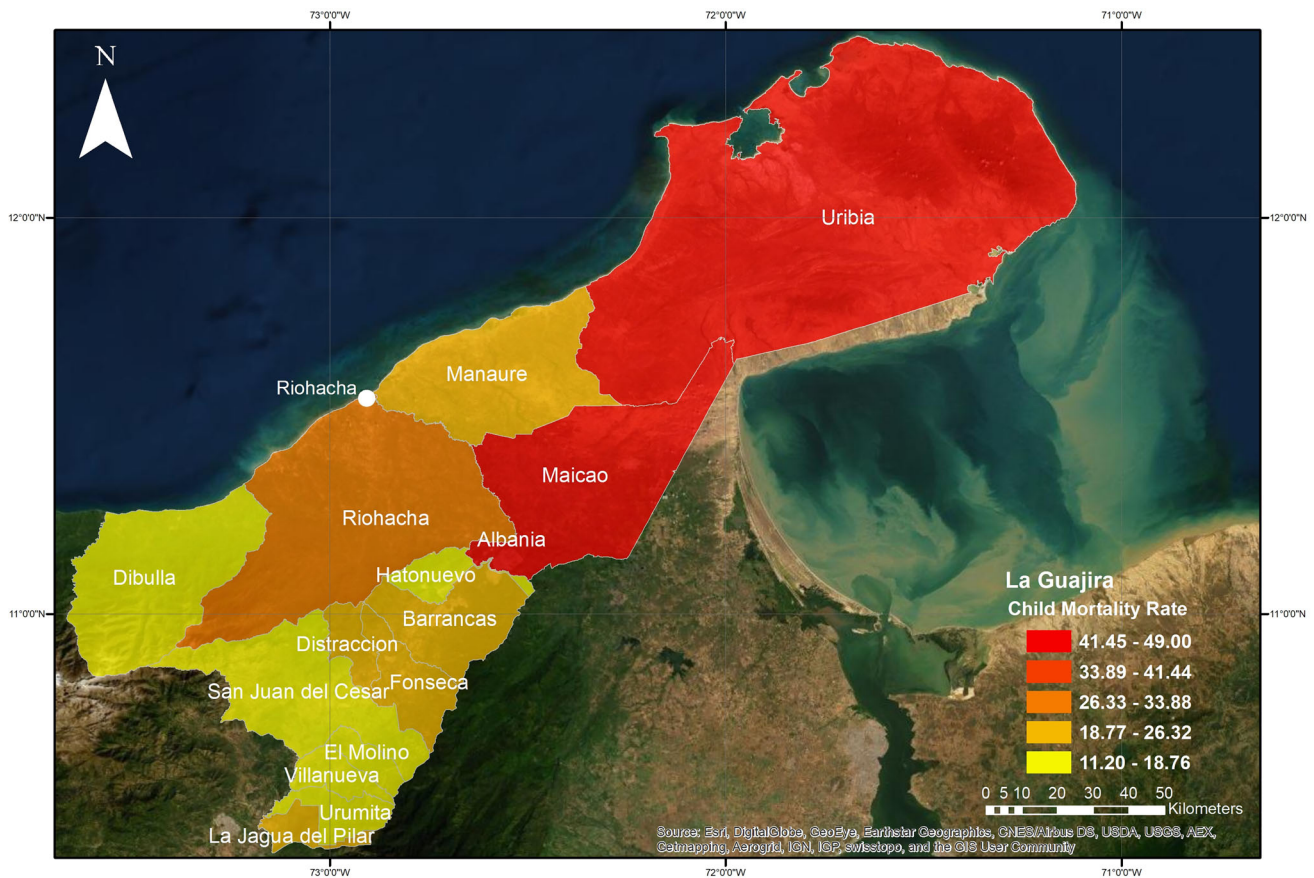 73°0'0"W 72°0'0"W 71°0'0"W
N
12°0'0"N 12°0'0"N
Uribia
Manaure
Riohacha
Maicao
Riohacha
Albania
Dibulla
Hatonuevo
La Guajira
Child Mortality Rate
11°0'0"N 11°0'0"N
Barrancas
Distraccion
41.45 - 49.00
33.89 - 41.44
Fonseca
San Juan del Cesar
26.33 - 33.88
18.77 - 26.32
El Molino
11.20 - 18.76
Villanueva
0 5 10 20 30 40 50
Kilometers
Urumita
La Jagua del Pilar
Source: Esri, DigitalGlobe, GeoEye, Earthstar Geographics, CNES/Airbus DS, USDA, USGS, AEX,
Getmapping, Aerogrid, IGN, IGP, swisstopo, and the GIS User Community
73°0'0"W 72°0'0"W 71°0'0"W